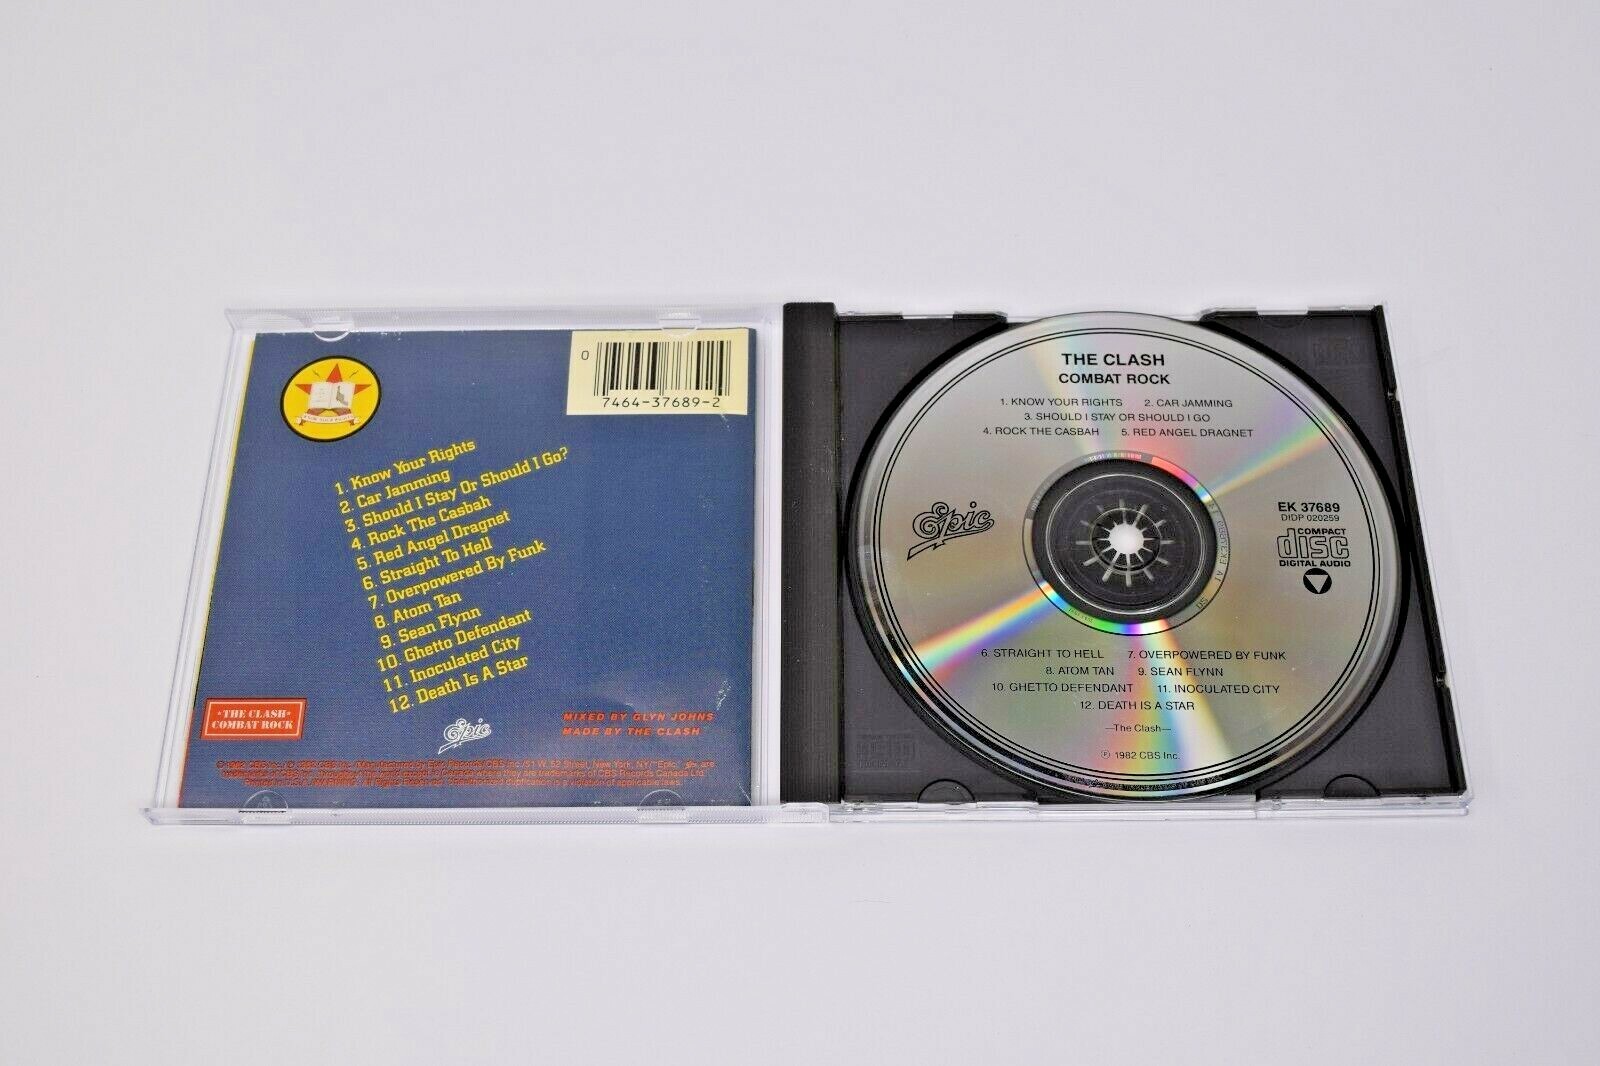 0
7464-37689-2
KNOW YOUR RIGHTS
1. Know Your Rights
2. Car Jamming
3. Should I Stay Or Should I Go?
4. Rock The Casbah
5. Red Angel Dragnet
6. Straight To Hell
7. Overpowered By Funk
8. Atom Tan
9. Sean Flynn
10. Ghetto Defendant
11. Inoculated City
12. Death Is A Star
THE CLASH
COMBAT ROCK
Epic
MIXED BY GLYN JOHNS
MADE BY THE CLASH
THE CLASH
COMBAT ROCK
1. KNOW YOUR RIGHTS 2. CAR JAMMING
3. SHOULD I STAY OR SHOULD I GO
4. ROCK THE CASBAH 5. RED ANGEL DRAGNET
Epic
EK 37689
DIDP 020259
COMPACT
disc
DIGITAL AUDIO
6. STRAIGHT TO HELL 7. OVERPOWERED BY FUNK
8. ATOM TAN 9. SEAN FLYNN
10. GHETTO DEFENDANT 11. INOCULATED CITY
12. DEATH IS A STAR
—The Clash—
℗ 1982 CBS Inc.